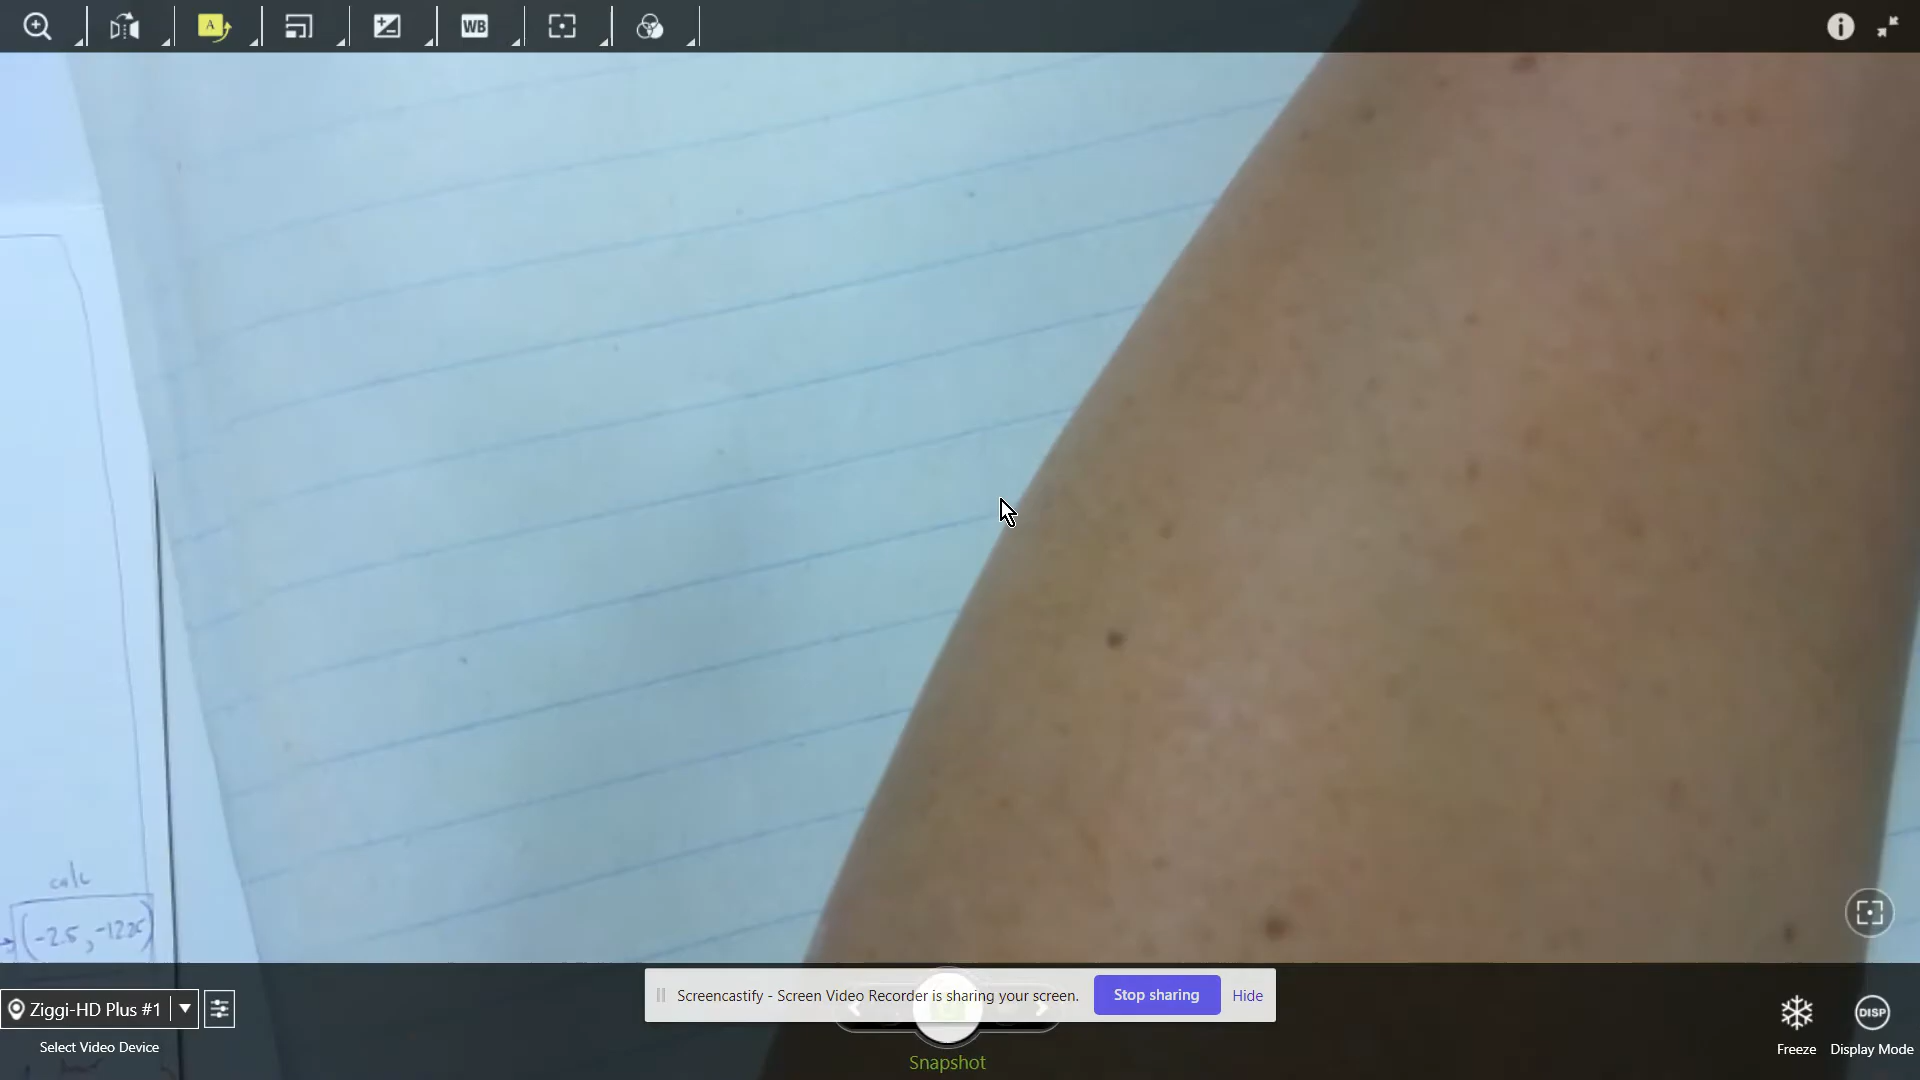 A
WB
calc
(-2.5, -12.25)
Ziggi-HD Plus #1
Select Video Device
Screencastify - Screen Video Recorder is sharing your screen.
Stop sharing
Hide
Snapshot
Freeze
DISP
Display Mode